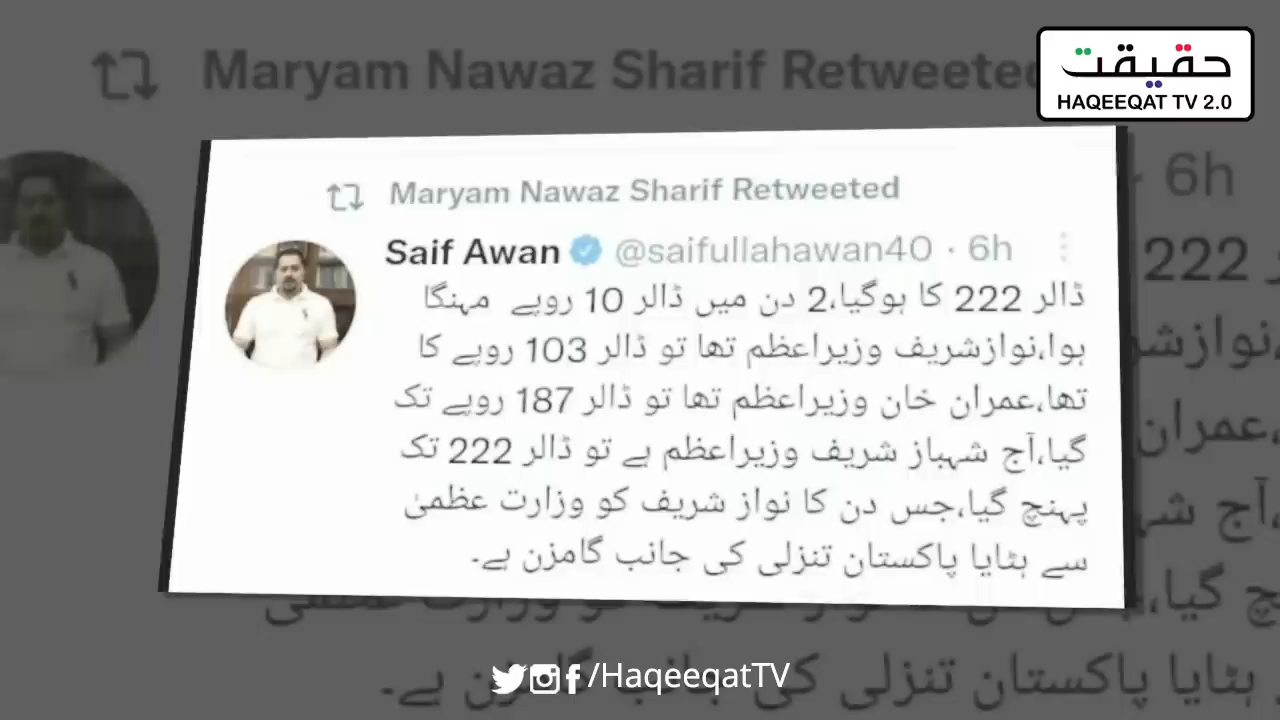 Maryam Nawaz Sharif Retweeted
حقیقت
HAQEEQAT TV 2.0
Maryam Nawaz Sharif Retweeted
Saif Awan @saifullahawan40 · 6h
ڈالر 222 کا ہوگیا،2 دن میں ڈالر 10 روپے مہنگا
ہوا،نوازشریف وزیراعظم تھا تو ڈالر 103 روپے کا
تھا،عمران خان وزیراعظم تھا تو ڈالر 187 روپے تک
گیا،آج شہباز شریف وزیراعظم ہے تو ڈالر 222 تک
پہنچ گیا،جس دن کا نواز شریف کو وزارت عظمیٰ
سے ہٹایا پاکستان تنزلی کی جانب گامزن ہے۔
/HaqeeqatTV